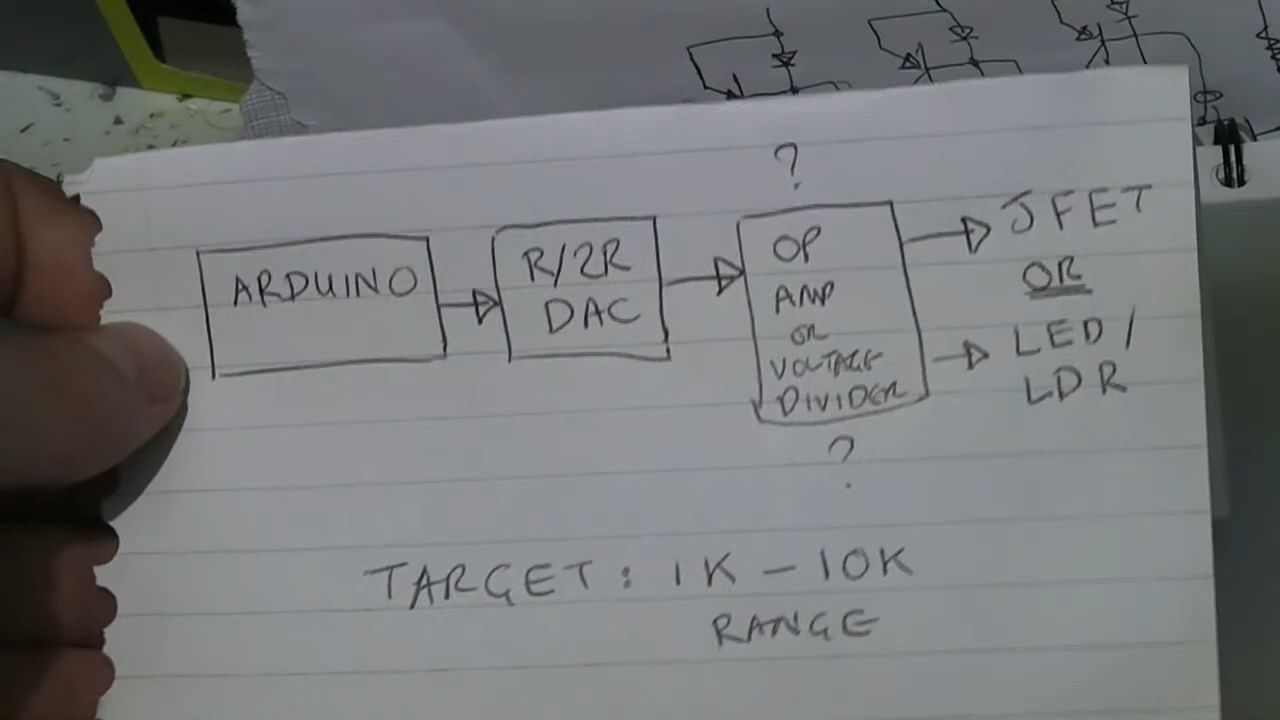 ?
ARDUINO
R/2R
DAC
OP
AMP
OR
VOLTAGE
DIVIDER
?
JFET
OR
LED/
LDR
TARGET: 1K - 10K
RANGE